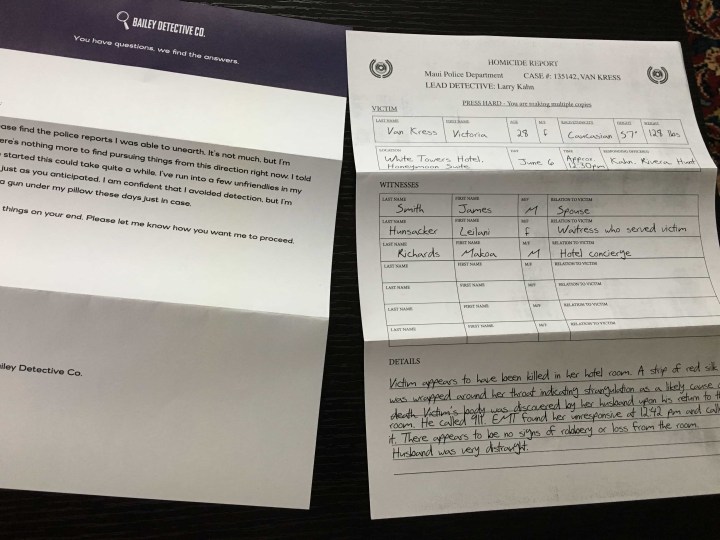 BAILEY DETECTIVE CO.
You have questions, we find the answers.
ase find the police reports I was able to unearth. It's not much, but I'm
ere's nothing more to find pursuing things from this direction right now. I told
started this could take quite a while. I've run into a few unfriendlies in my
just as you anticipated. I am confident that I avoided detection, but I'm
a gun under my pillow these days just in case.
things on your end. Please let me know how you want me to proceed.
iley Detective Co.
HOMICIDE REPORT
Maui Police Department CASE #: 135142, VAN KRESS
LEAD DETECTIVE: Larry Kahn
PRESS HARD - You are making multiple copies
VICTIM
LAST NAME FIRST NAME AGE M/F HEIGHT WEIGHT
Van Kress Victoria 28 f Caucasian 5'7" 128 lbs
LOCATION DAY TIME
White Towers Hotel, Honeymoon Suite June 6 Approx. 12:30pm Kahn, Rivera, Hunt
WITNESSES
LAST NAME FIRST NAME M/F RELATION TO VICTIM
Smith James M Spouse
LAST NAME FIRST NAME M/F RELATION TO VICTIM
Hunsacker Leilani f Waitress who served victim
LAST NAME FIRST NAME M/F RELATION TO VICTIM
Richards Makoa M Hotel concierge
LAST NAME FIRST NAME M/F RELATION TO VICTIM
LAST NAME FIRST NAME M/F RELATION TO VICTIM
LAST NAME FIRST NAME M/F RELATION TO VICTIM
LAST NAME FIRST NAME M/F RELATION TO VICTIM
DETAILS
Victim appears to have been killed in her hotel room. A strip of red silk
was wrapped around her throat indicating strangulation as a likely cause
death. Victim's body was discovered by her husband upon his return to th
room. He called 911. EMT found her unresponsive at 12:42 pm and call
it. There appears to be no signs of robbery or loss from the room.
Husband was very distraught.